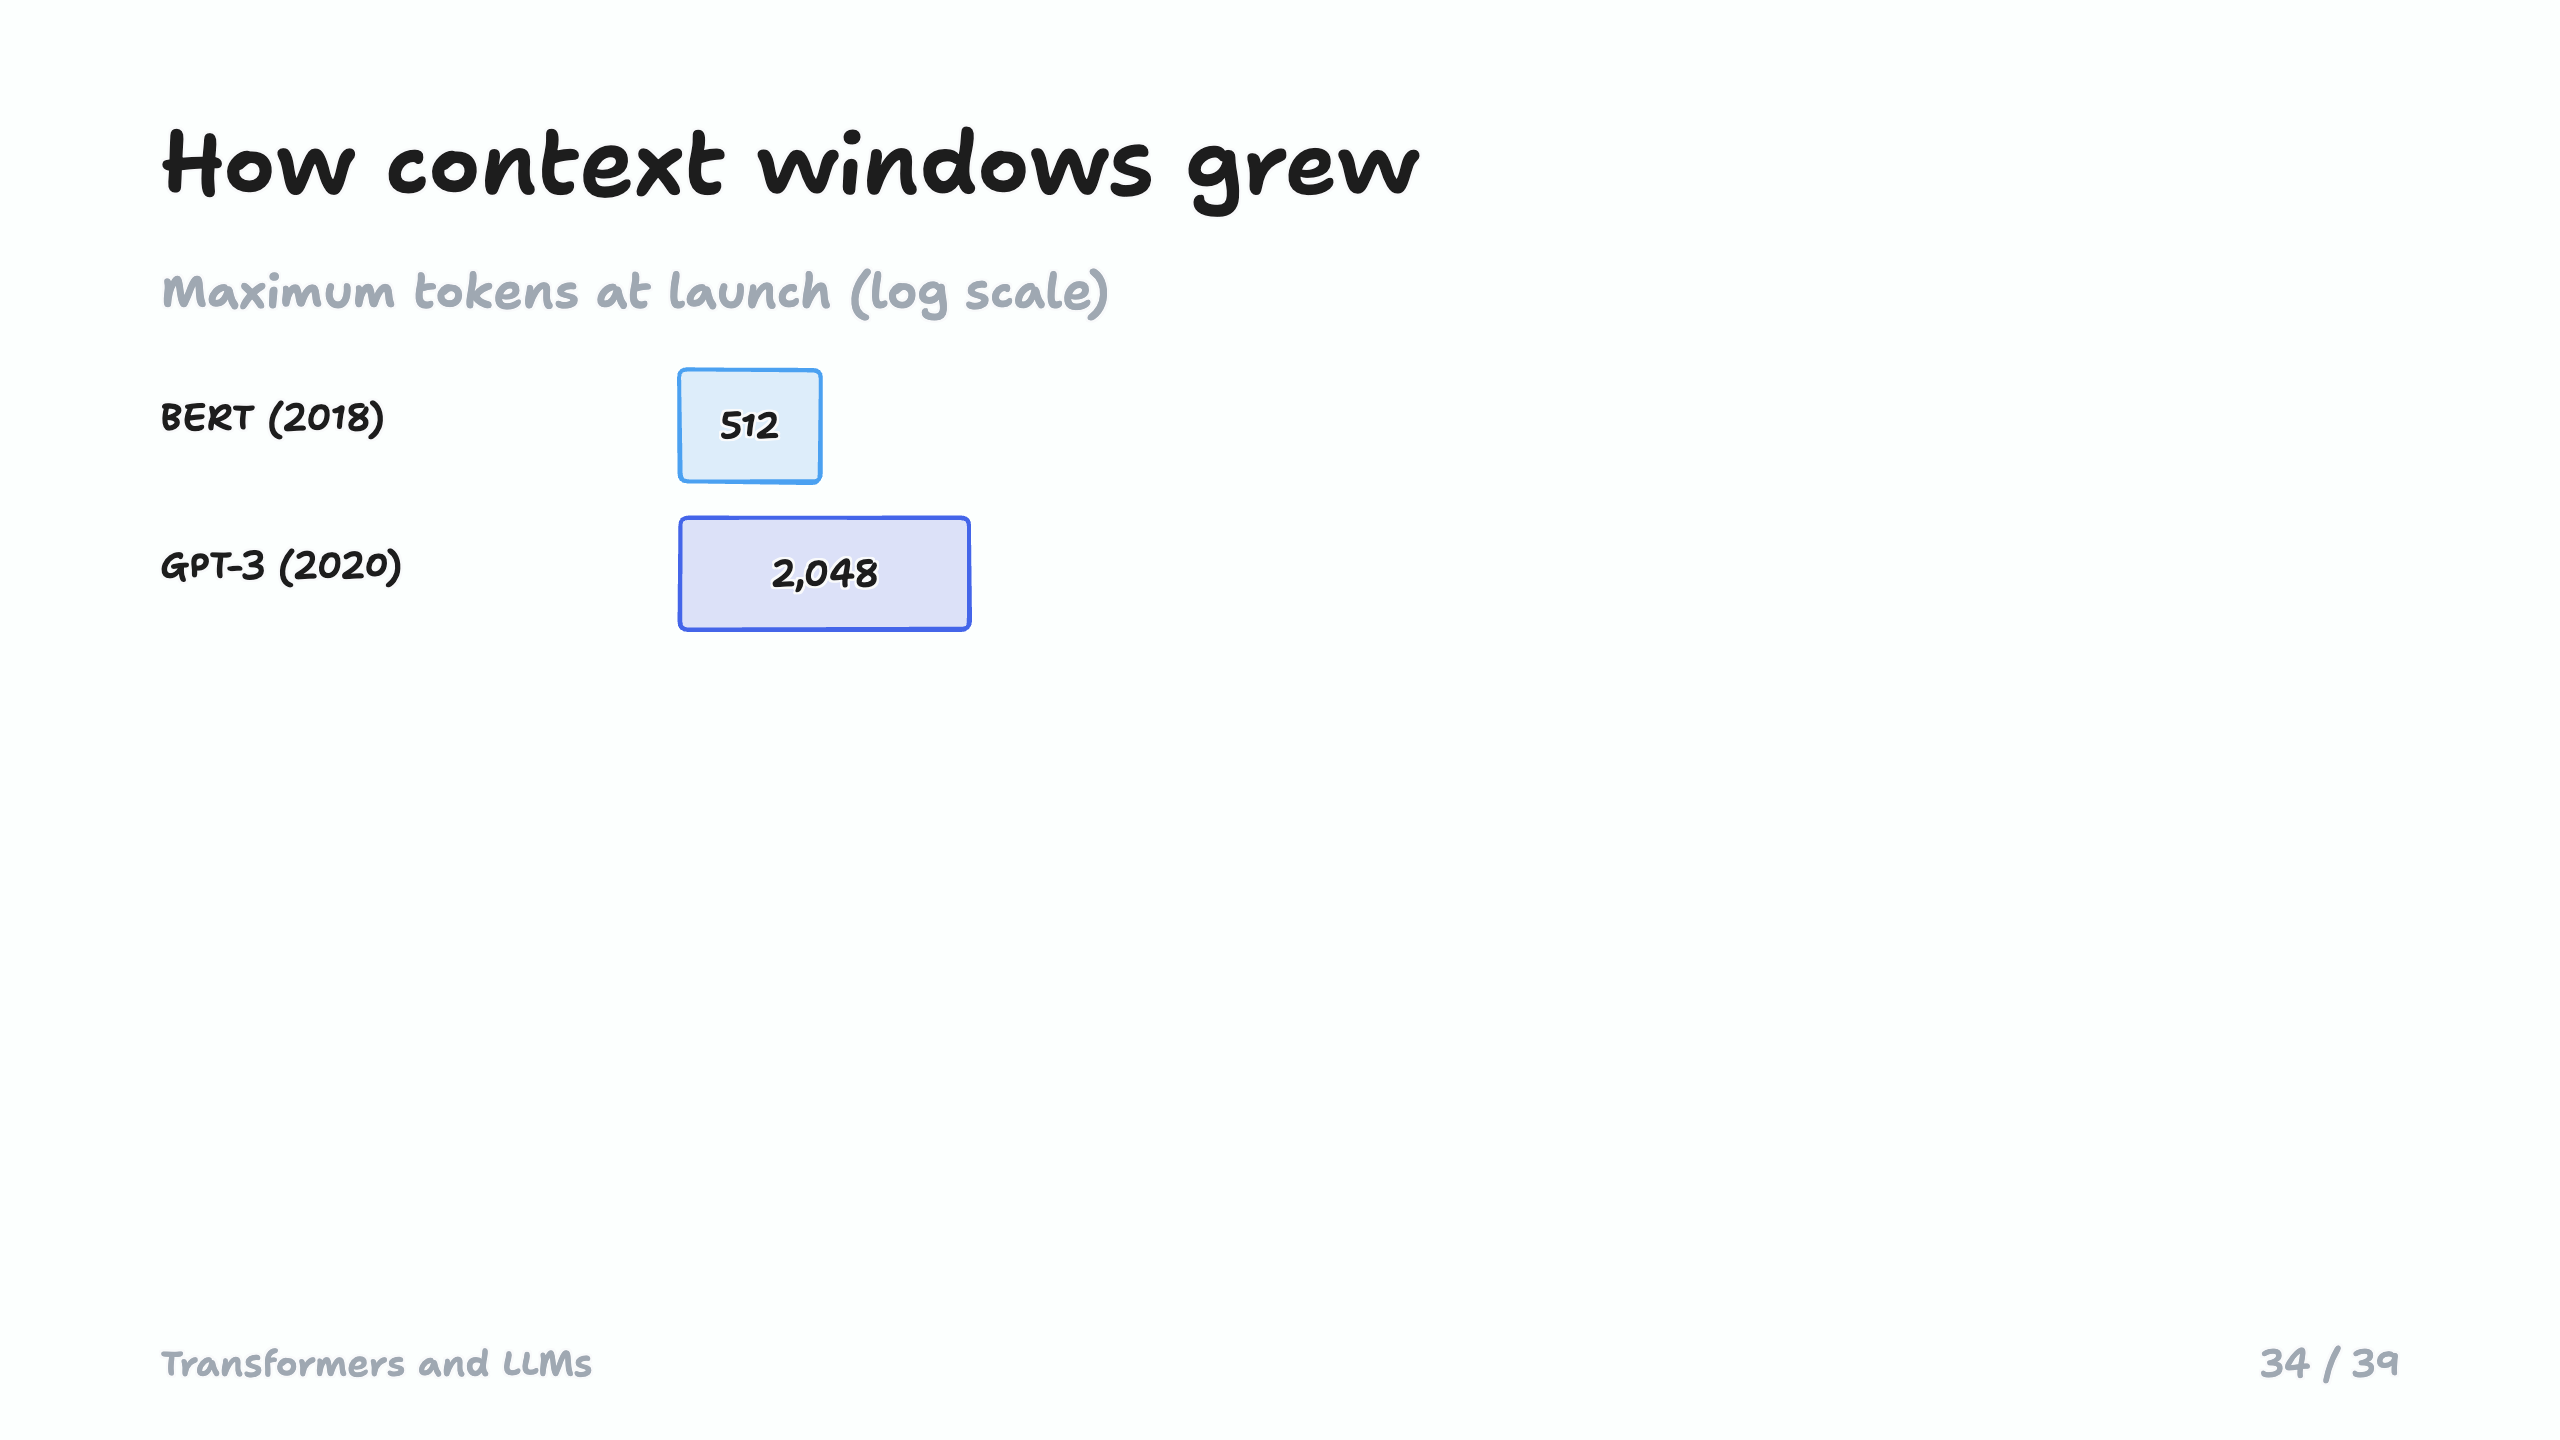 How context windows grew
Maximum tokens at launch (log scale)
BERT (2018)
512
GPT-3 (2020)
2,048
Transformers and LLMs
34 / 39